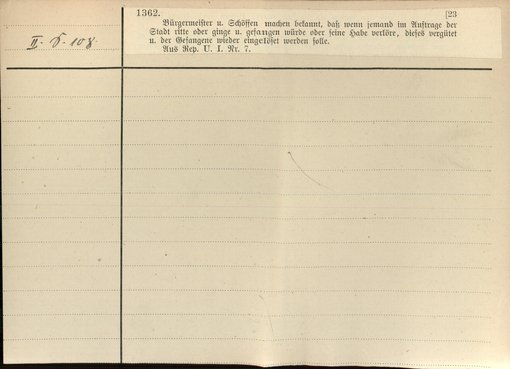 1362. [23
Bürgermeister u. Schöffen machen bekannt, daß wenn jemand im Auftrage der
Stadt ritte oder ginge u. gefangen würde oder seine Habe verlöre, dieses vergütet
u. der Gefangene wieder eingelöset werden solle.
Aus Rep. U. I. Nr. 7.
II. 108